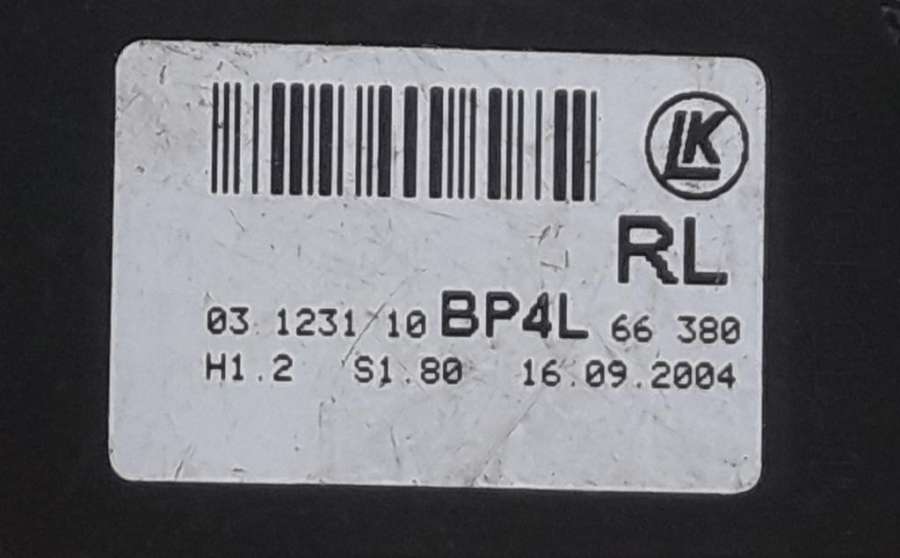 LK
RL
03 1231 10 BP4L 66 380
H1.2 S1.80 16.09.2004